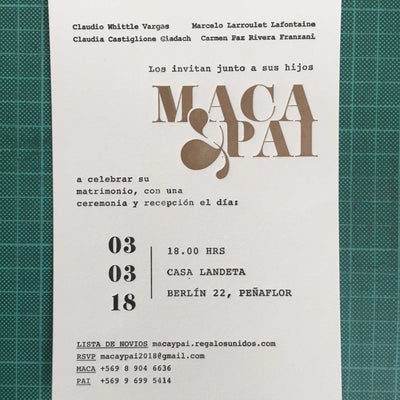 Claudio Whittle Vargas Marcelo Larroulet Lafontaine
Claudia Castiglione Giadach Carmen Paz Rivera Franzani
Los invitan junto a sus hijos
MACA
& PAI
a celebrar su
matrimonio, con una
ceremonia y recepción el día:
03
03
18
18.00 HRS
CASA LANDETA
BERLÍN 22, PEÑAFLOR
LISTA DE NOVIOS macaypai.regalosunidos.com
RSVP macaypai2018@gmail.com
MACA +569 8 904 6636
PAI +569 9 699 5414